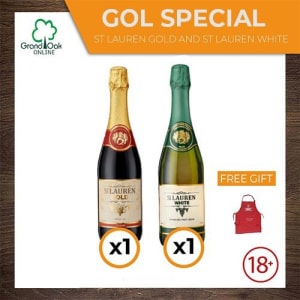 GOL SPECIAL
ST LAUREN GOLD AND ST LAUREN WHITE
Grand Oak
ONLINE
ST.LAUREN
GOLD
ST.LAUREN
WHITE
FREE GIFT
x1
x1
18+